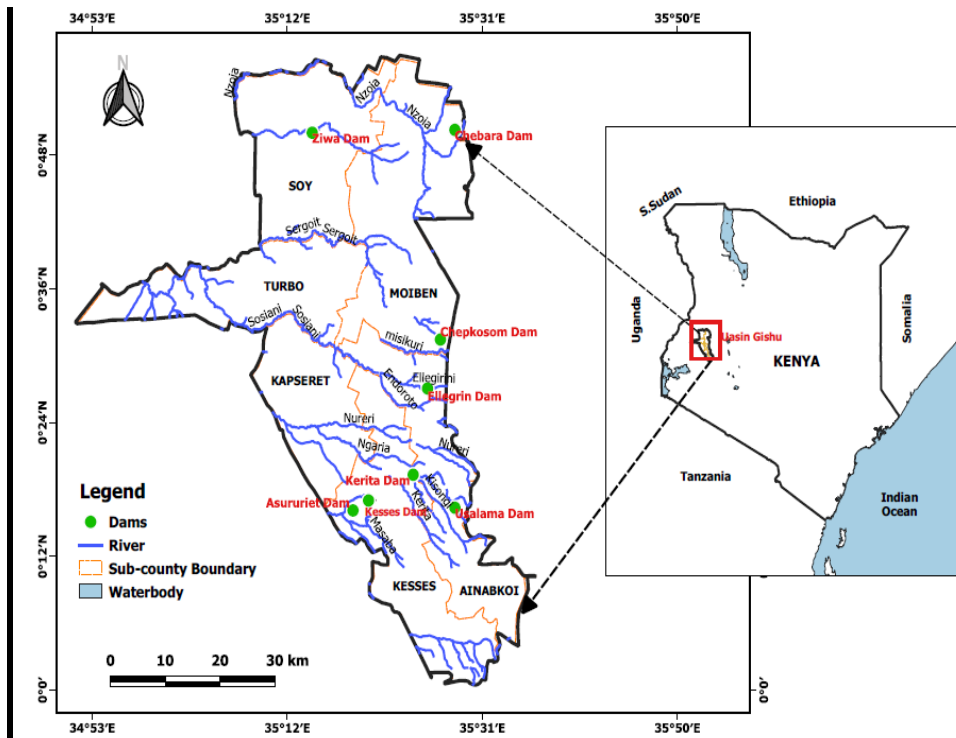 34°53'E 35°12'E 35°31'E 35°50'E
N
Nzoia
Nzoia
Nzoia
Ziwa Dam
Chebara Dam
0°48'N
SOY
Sergoit Sergoit
0°36'N
TURBO
MOIBEN
Sosiani
Sosiani
Chepkosom Dam
misikuri
KAPSERET
Ellegirini
Endoroto
Ellegrin Dam
0°24'N
Nureri
Nureri
Ngaria
Kerita Dam
Kisongi
Asururiet Dam
Kesses Dam
Kerita
Usalama Dam
Masaba
0°12'N
KESSES
AINABKOI
0°0'
0°0'
Legend
Dams
River
Sub-county Boundary
Waterbody
0 10 20 30 km
34°53'E 35°12'E 35°31'E 35°50'E
S.Sudan
Ethiopia
Uganda
Somalia
Uasin Gishu
KENYA
Tanzania
Indian
Ocean